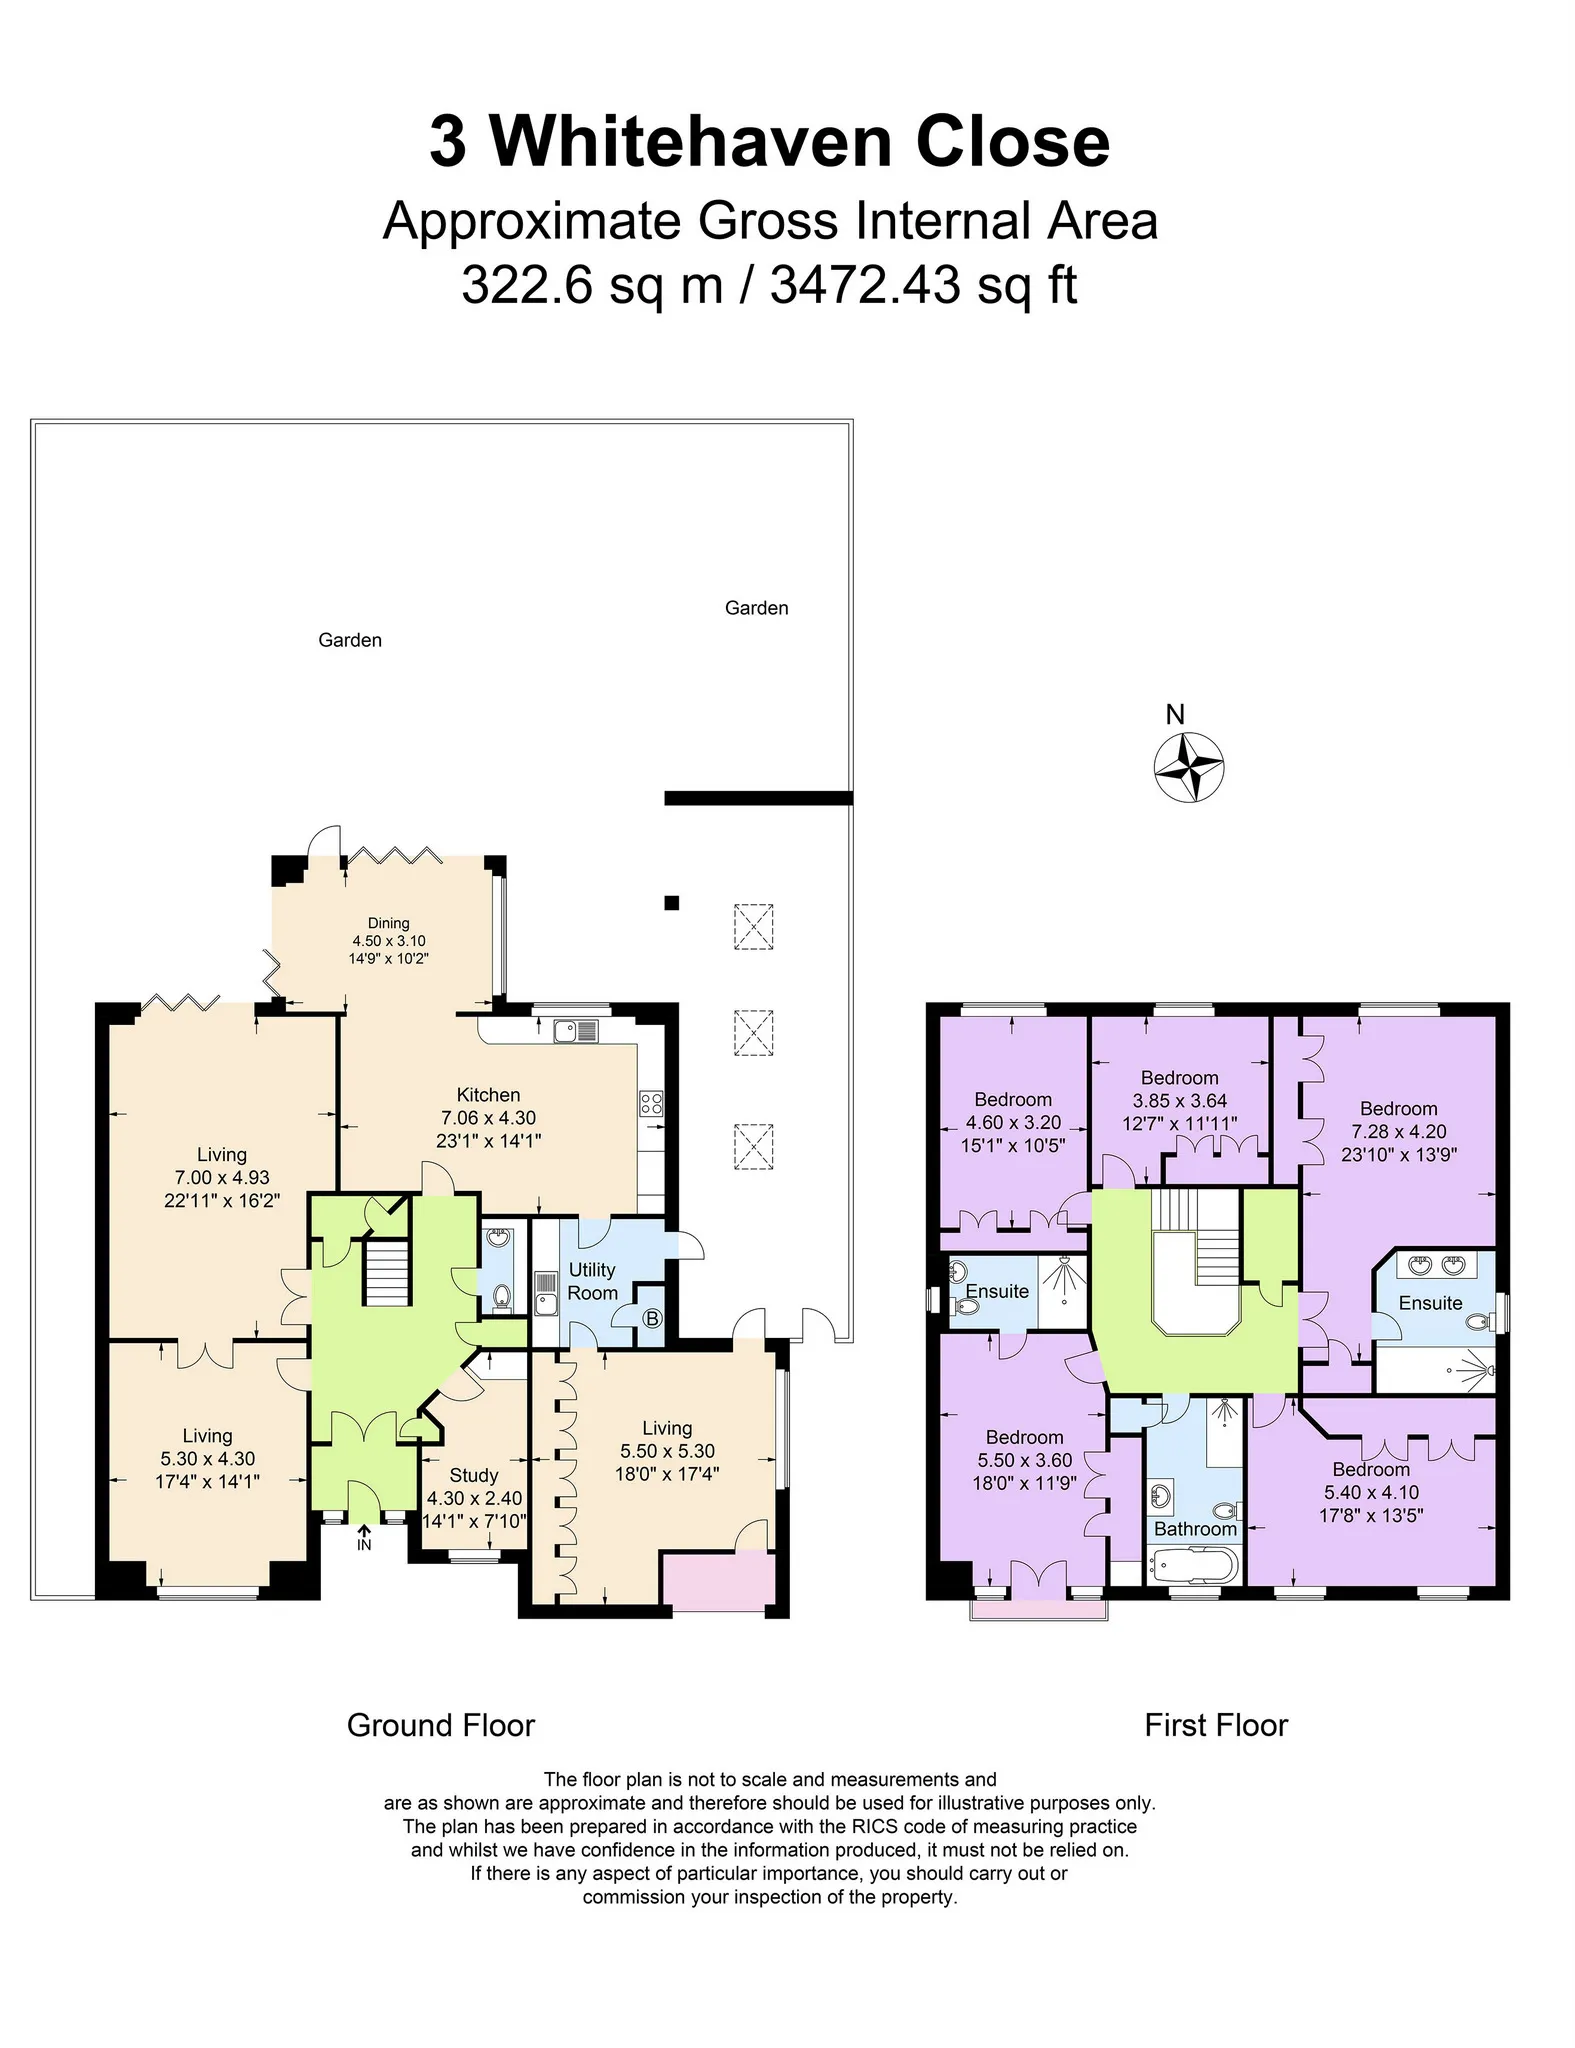 3 Whitehaven Close
Approximate Gross Internal Area
322.6 sq m / 3472.43 sq ft
Garden
Garden
N
Dining
4.50 x 3.10
14'9" x 10'2"
Kitchen
7.06 x 4.30
23'1" x 14'1"
Living
7.00 x 4.93
22'11" x 16'2"
Utility
Room
B
Living
5.30 x 4.30
17'4" x 14'1"
Study
4.30 x 2.40
14'1" x 7'10"
Living
5.50 x 5.30
18'0" x 17'4"
IN
Bedroom
4.60 x 3.20
15'1" x 10'5"
Bedroom
3.85 x 3.64
12'7" x 11'11"
Bedroom
7.28 x 4.20
23'10" x 13'9"
Ensuite
Ensuite
Bedroom
5.50 x 3.60
18'0" x 11'9"
Bathroom
Bedroom
5.40 x 4.10
17'8" x 13'5"
Ground Floor
First Floor
The floor plan is not to scale and measurements and
are as shown are approximate and therefore should be used for illustrative purposes only.
The plan has been prepared in accordance with the RICS code of measuring practice
and whilst we have confidence in the information produced, it must not be relied on.
If there is any aspect of particular importance, you should carry out or
commission your inspection of the property.